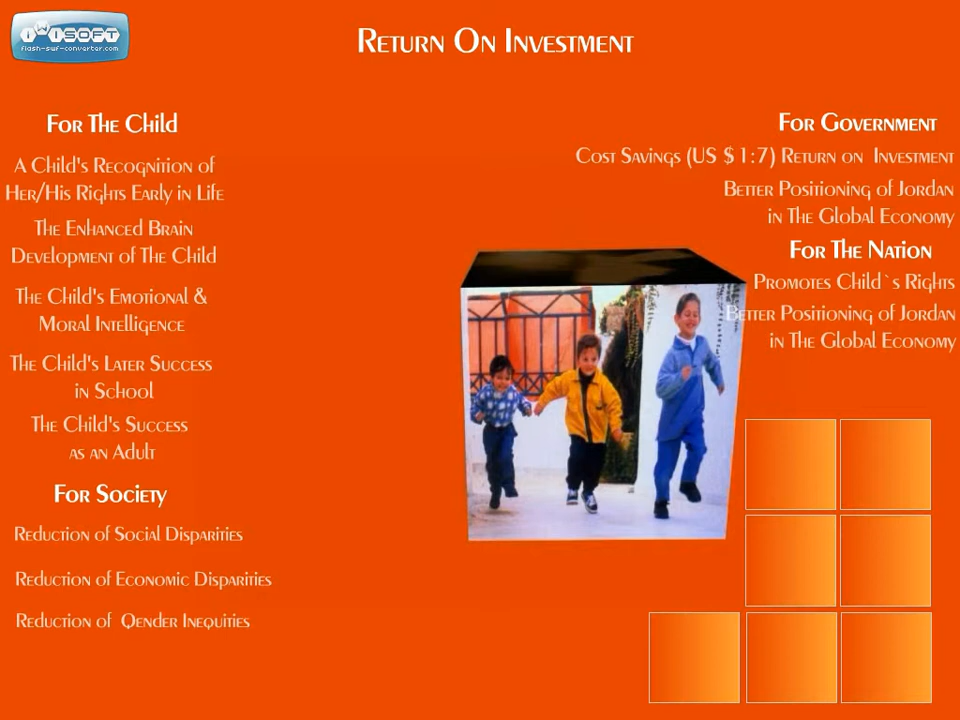 iWiSOFT
flash-swf-converter.com
Return On Investment
For The Child
A Child's Recognition of
Her/His Rights Early in Life
The Enhanced Brain
Development of The Child
The Child's Emotional &
Moral Intelligence
The Child's Later Success
in School
The Child's Success
as an Adult
For Society
Reduction of Social Disparities
Reduction of Economic Disparities
Reduction of Qender Inequities
For Government
Cost Savings (US $1:7) Return on Investment
Better Positioning of Jordan
in The Global Economy
For The Nation
Promotes Child`s Rights
Better Positioning of Jordan
in The Global Economy